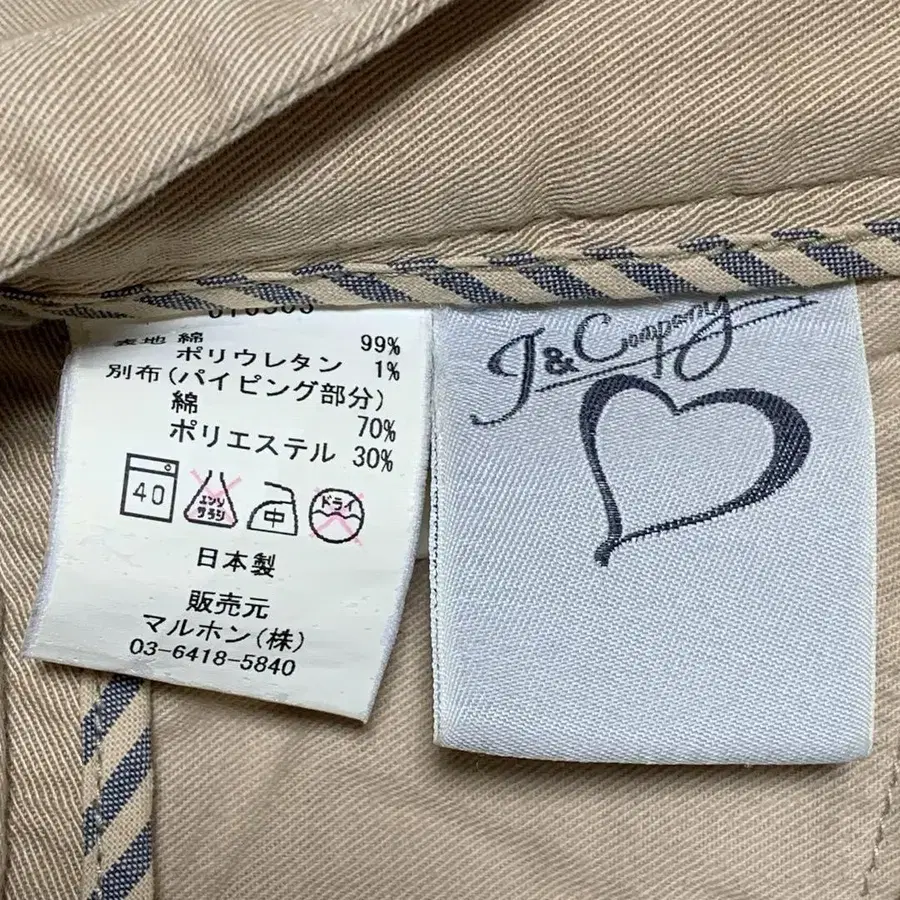 表地 綿 99%
ポリウレタン 1%
別布(パイピング部分)
綿 70%
ポリエステル 30%
40
エンソ
サラシ
中
ドライ
日本製
販売元
マルホン(株)
03-6418-5840
J&Company